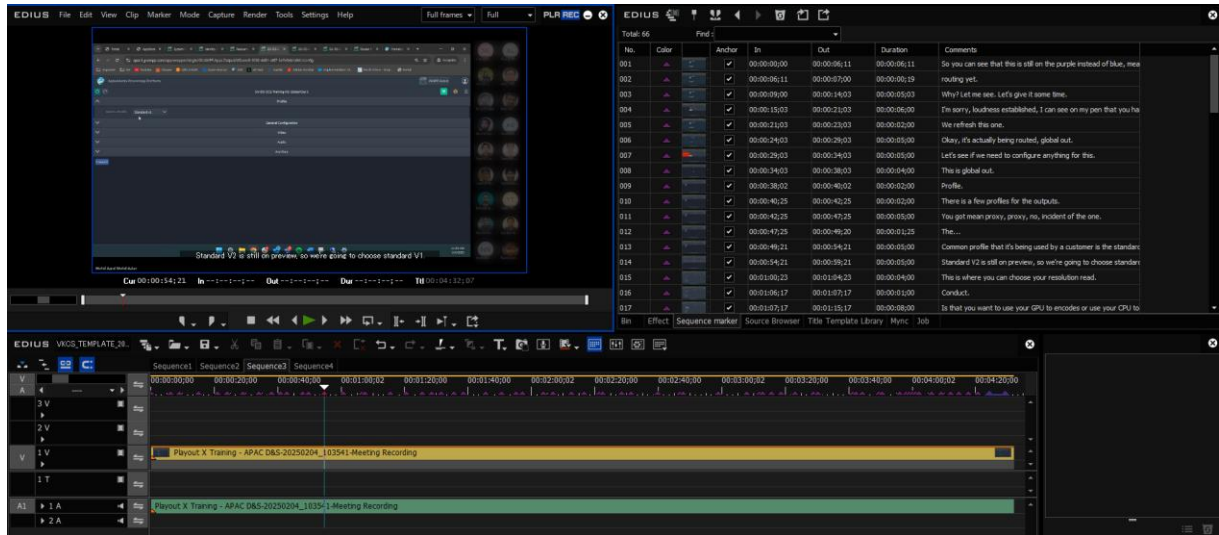 EDIUS File Edit View Clip Marker Mode Capture Render Tools Settings Help Full frames Full PLR REC
Standard V2 is still on preview, so we're going to choose standard V1.
Cur 00:00:54;21 In --:--:--;-- Out --:--:--;-- Dur --:--:--;-- Ttl 00:04:32;07
EDIUS
Total: 66 Find :
No. Color Anchor In Out Duration Comments
001 00:00:00;00 00:00:06;11 00:00:06;11 So you can see that this is still on the purple instead of blue, mea
002 00:00:06;11 00:00:07;00 00:00:00;19 routing yet.
003 00:00:09;00 00:00:14;03 00:00:05;03 Why? Let me see. Let's give it some time.
004 00:00:15;03 00:00:21;03 00:00:06;00 I'm sorry, loudness established, I can see on my pen that you ha
005 00:00:21;03 00:00:23;03 00:00:02;00 We refresh this one.
006 00:00:24;03 00:00:29;03 00:00:05;00 Okay, it's actually being routed, global out.
007 00:00:29;03 00:00:34;03 00:00:05;00 Let's see if we need to configure anything for this.
008 00:00:34;03 00:00:38;03 00:00:04;00 This is global out.
009 00:00:38;02 00:00:40;02 00:00:02;00 Profile.
010 00:00:40;25 00:00:42;25 00:00:02;00 There is a few profiles for the outputs.
011 00:00:42;25 00:00:47;25 00:00:05;00 You got mean proxy, proxy, no, incident of the one.
012 00:00:47;25 00:00:49;20 00:00:01;25 The....
013 00:00:49;21 00:00:54;21 00:00:05;00 Common profile that it's being used by a customer is the standard
014 00:00:54;21 00:00:59;21 00:00:05;00 Standard V2 is still on preview, so we're going to choose standard
015 00:01:00;23 00:01:04;23 00:00:04;00 This is where you can choose your resolution read.
016 00:01:06;17 00:01:07;17 00:00:01;00 Conduct.
017 00:01:07;17 00:01:15;17 00:00:08;00 Is that you want to use your GPU to encodes or use your CPU to
Bin Effect Sequence marker Source Browser Title Template Library Mync Job
EDIUS VKCS_TEMPLATE_20..
Sequence1 Sequence2 Sequence3 Sequence4
V
A
00:00:00;00 00:00:20;00 00:00:40;00 00:01:00;02 00:01:20;00 00:01:40;00 00:02:00;02 00:02:20;00 00:02:40;00 00:03:00;02 00:03:20;00 00:03:40;00 00:04:00;02 00:04:20;00
3 V
2 V
V 1 V Playout X Training - APAC D&S-20250204_103541-Meeting Recording
1 T
A1 1 A Playout X Training - APAC D&S-20250204_103541-Meeting Recording
2 A